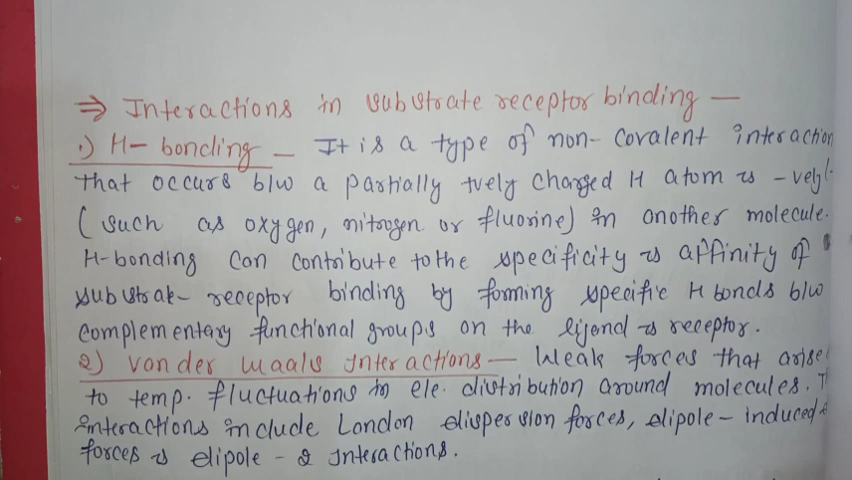 ⇒ Interactions in substrate receptor binding —
1.) H- bonding - It is a type of non- covalent interaction
that occurs b/w a partially +vely charged H atom & -vely
( such as oxygen, nitrogen or fluorine) in another molecule.
H-bonding can contribute to the specificity & affinity of
substrat- receptor binding by forming specific H bonds b/w
complementary functional groups on the ligand & receptor.
2) van der waals interactions — Weak forces that arise
to temp. fluctuations in ele. distribution around molecules.
interactions include London dispersion forces, dipole- induced
forces & dipole - interactions.